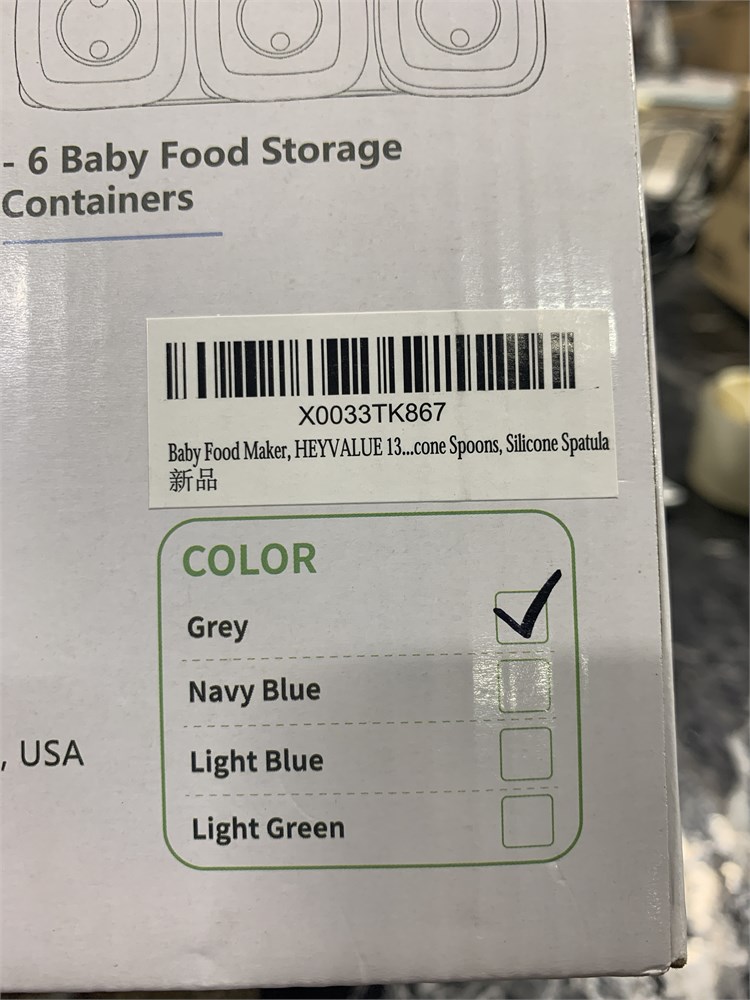 - 6 Baby Food Storage
Containers
X0033TK867
Baby Food Maker, HEYVALUE 13...cone Spoons, Silicone Spatula
新品
COLOR
Grey
Navy Blue
, USA
Light Blue
Light Green